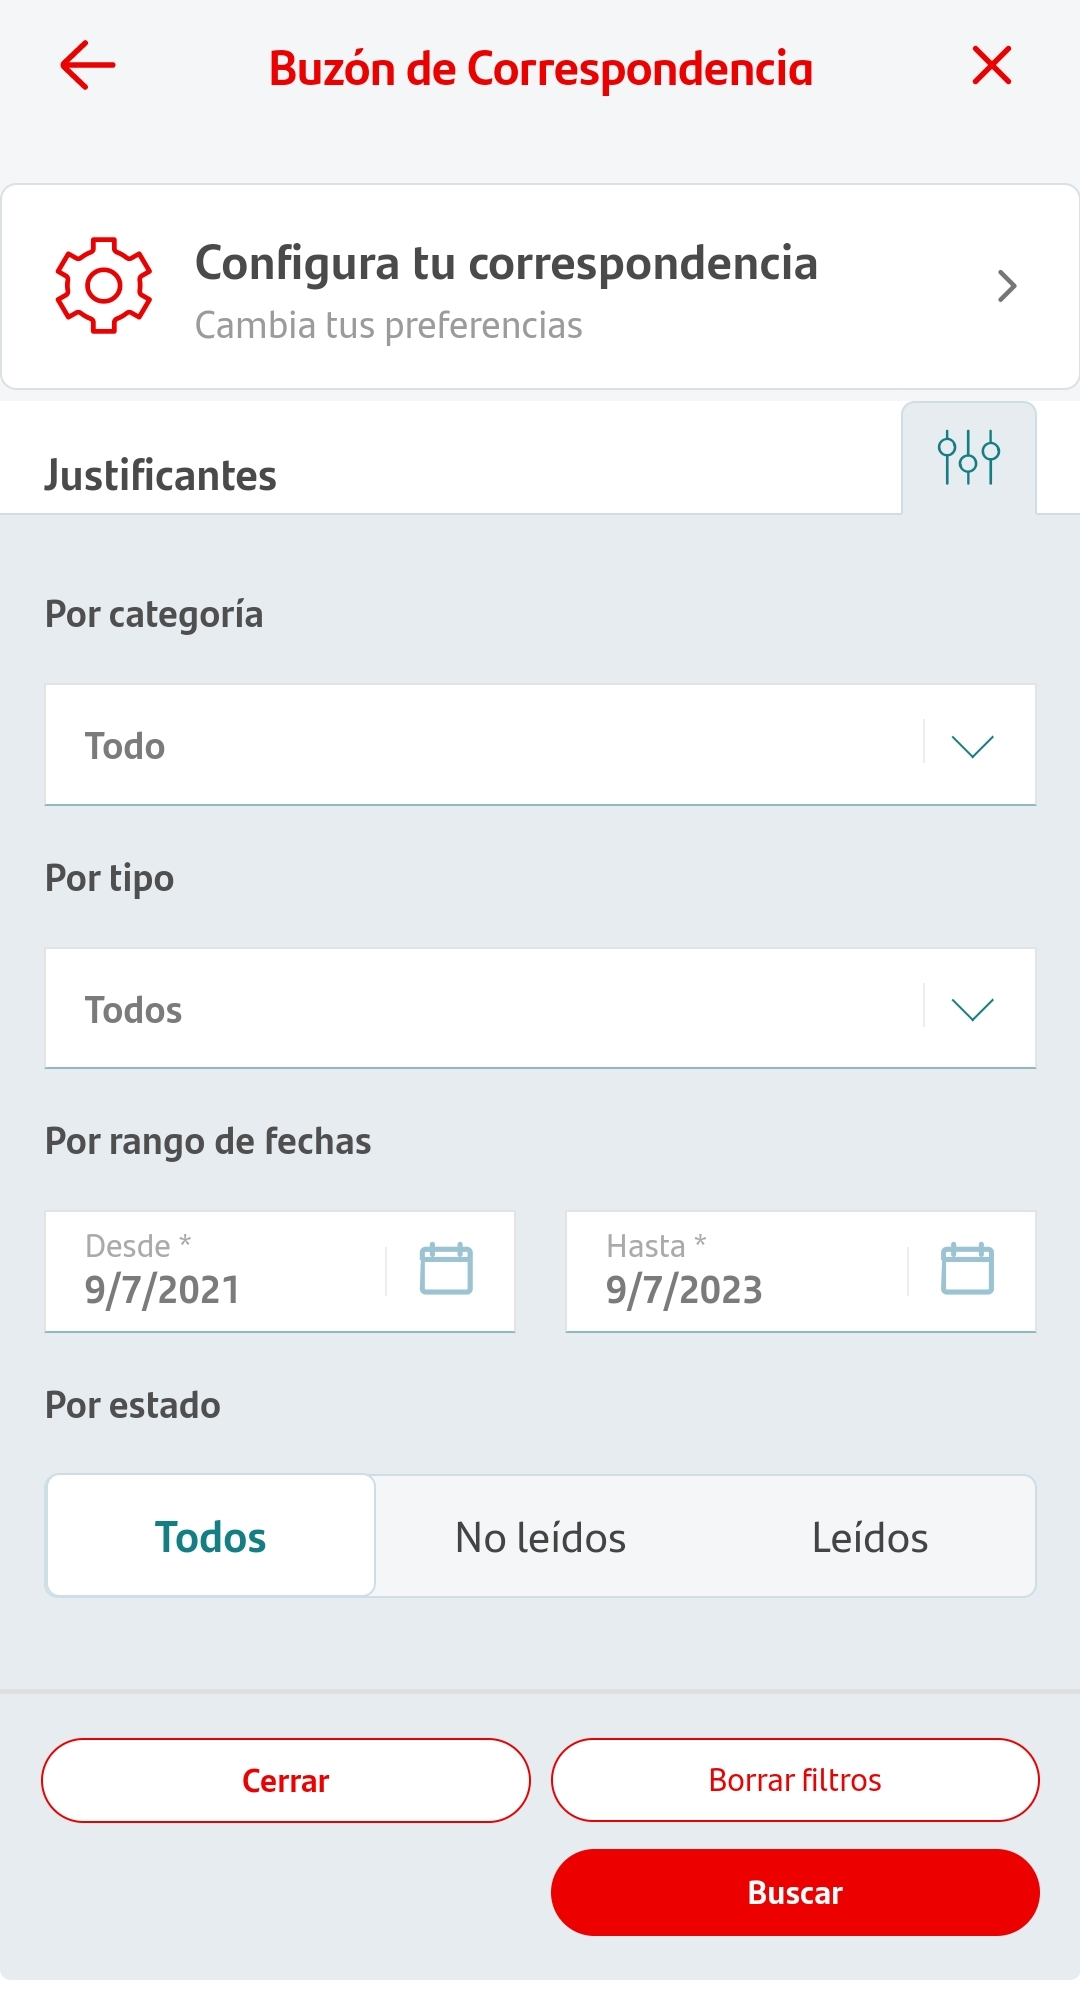 Buzón de Correspondencia
Configura tu correspondencia
Cambia tus preferencias
Justificantes
Por categoría
Todo
Por tipo
Todos
Por rango de fechas
Desde *
9/7/2021
Hasta *
9/7/2023
Por estado
Todos
No leídos
Leídos
Cerrar
Borrar filtros
Buscar